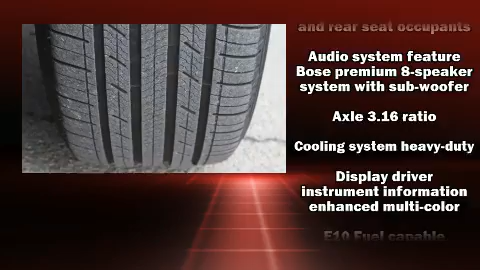 and rear seat occupants
Audio system feature
Bose premium 8-speaker
system with sub-woofer
Axle 3.16 ratio
Cooling system heavy-duty
Display driver
instrument information
enhanced multi-color
E10 Fuel capable